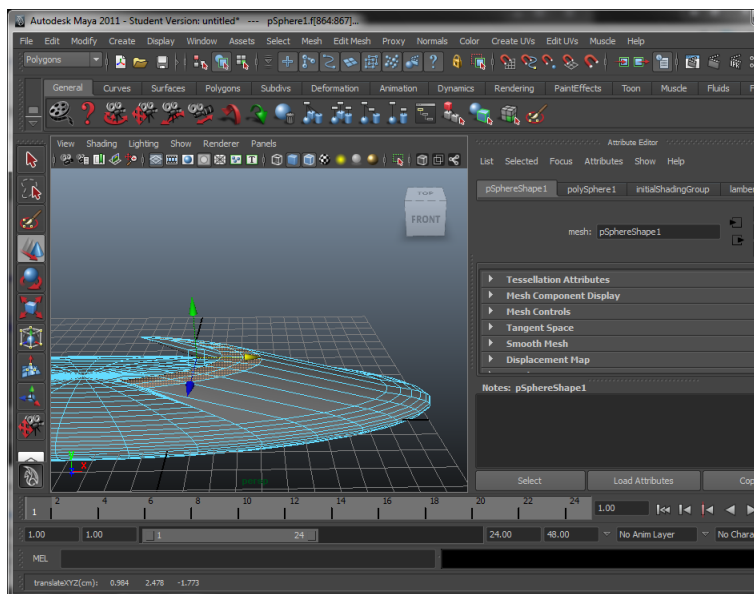 Autodesk Maya 2011 - Student Version: untitled* --- pSphere1.f[864:867]...
File Edit Modify Create Display Window Assets Select Mesh Edit Mesh Proxy Normals Color Create UVs Edit UVs Muscle Help
Polygons
General Curves Surfaces Polygons Subdivs Deformation Animation Dynamics Rendering PaintEffects Toon Muscle Fluids F
View Shading Lighting Show Renderer Panels
Attribute Editor
List Selected Focus Attributes Show Help
pSphereShape1 polySphere1 initialShadingGroup lamber
TOP
FRONT
mesh: pSphereShape1
Tessellation Attributes
Mesh Component Display
Mesh Controls
Tangent Space
Smooth Mesh
Displacement Map
Notes: pSphereShape1
x
persp
Select Load Attributes Cop
2 4 6 8 10 12 14 16 18 20 22 24
1 1.00
1.00 1.00 1 24 24.00 48.00 No Anim Layer No Chara
MEL
translateXYZ(cm): 0.984 2.478 -1.773